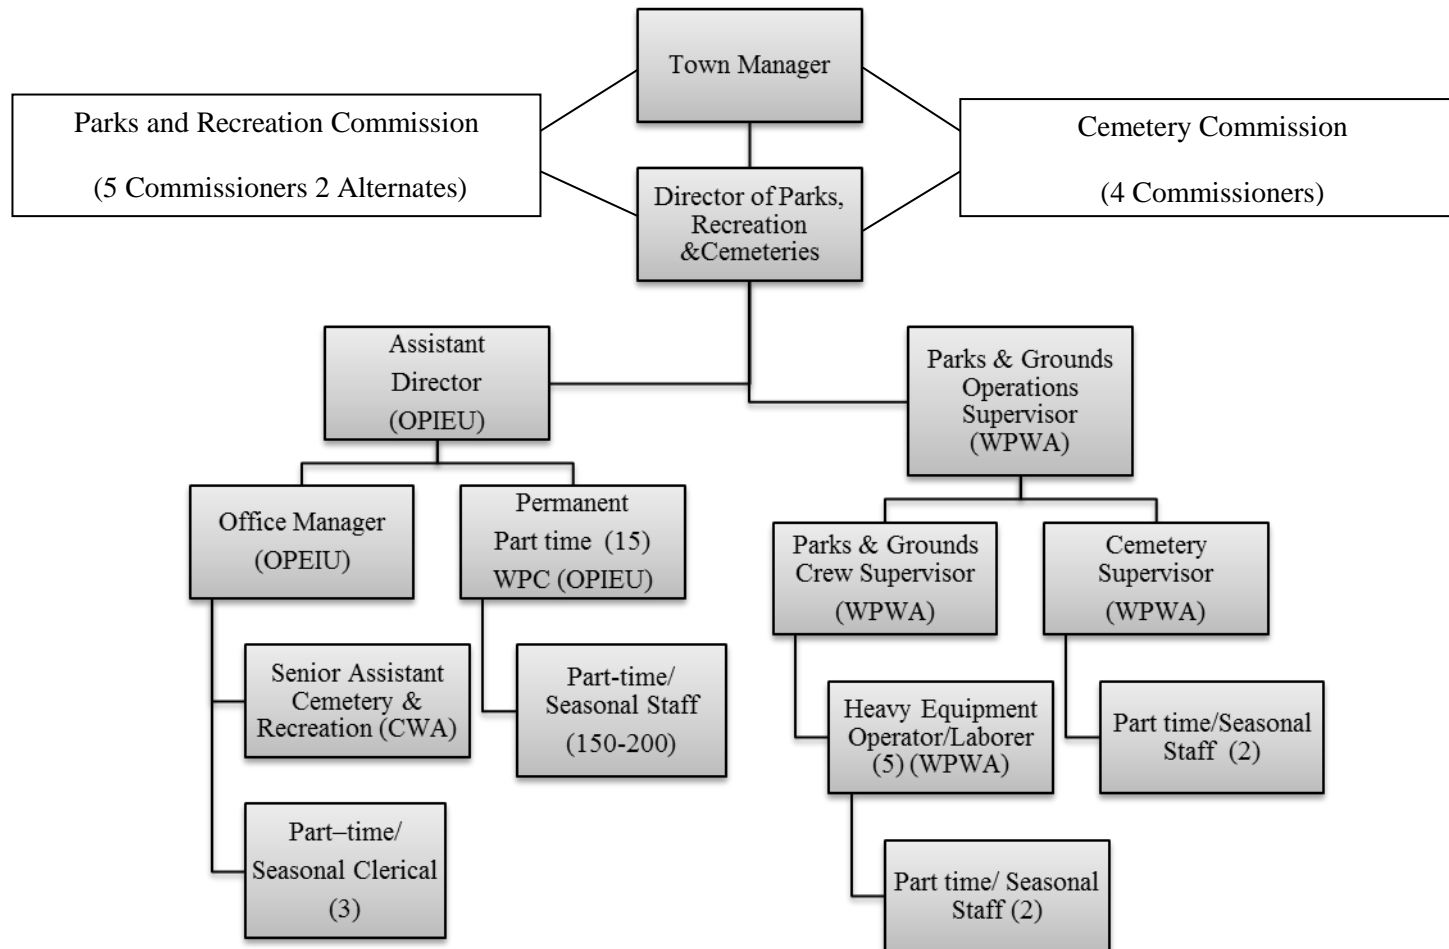 Town Manager
Parks and Recreation Commission
(5 Commissioners 2 Alternates)
Cemetery Commission
(4 Commissioners)
Director of Parks,
Recreation
&Cemeteries
Assistant
Director
(OPIEU)
Parks & Grounds
Operations
Supervisor
(WPWA)
Office Manager
(OPEIU)
Permanent
Part time (15)
WPC (OPIEU)
Parks & Grounds
Crew Supervisor
(WPWA)
Cemetery
Supervisor
(WPWA)
Senior Assistant
Cemetery &
Recreation (CWA)
Part-time/
Seasonal Staff
(150-200)
Heavy Equipment
Operator/Laborer
(5) (WPWA)
Part time/Seasonal
Staff (2)
Part–time/
Seasonal Clerical
(3)
Part time/ Seasonal
Staff (2)